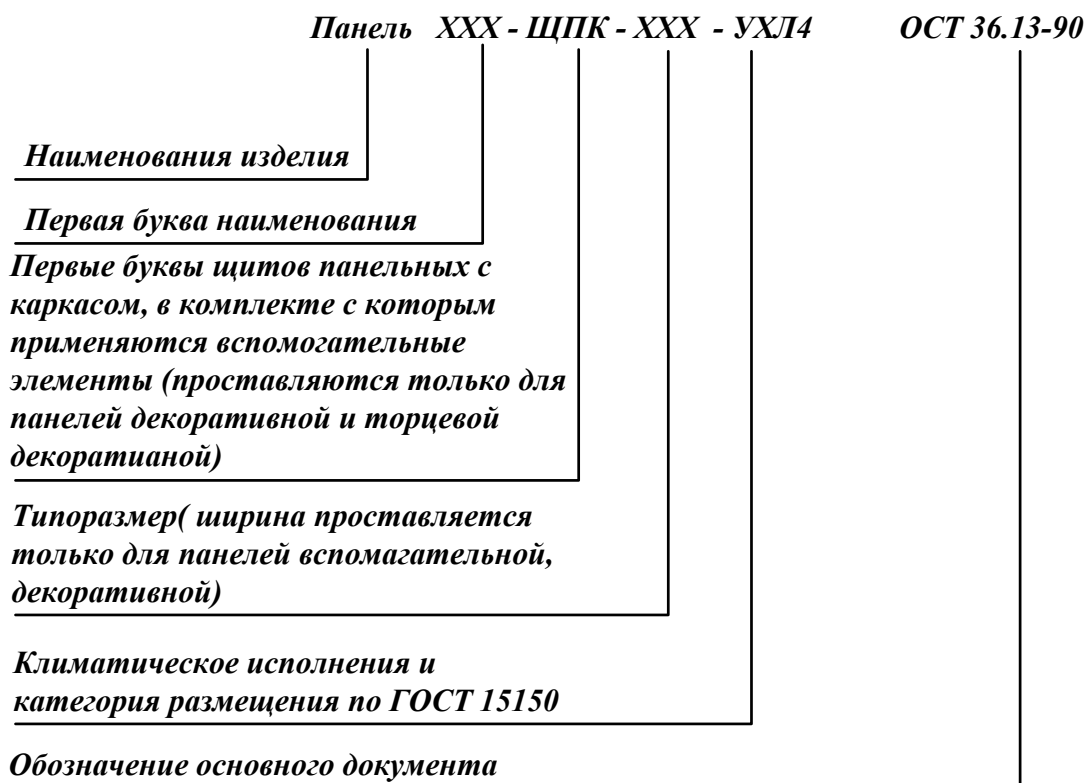 Панель ХХХ - ЩПК - ХХХ - УХЛ4 ОСТ 36.13-90
Наименования изделия
Первая буква наименования
Первые буквы щитов панельных с
каркасом, в комплекте с которым
применяются вспомогательные
элементы (проставляются только для
панелей декоративной и торцевой
декоратианой)
Типоразмер( ширина проставляется
только для панелей вспомагательной,
декоративной)
Климатическое исполнения и
категория размещения по ГОСТ 15150
Обозначение основного документа